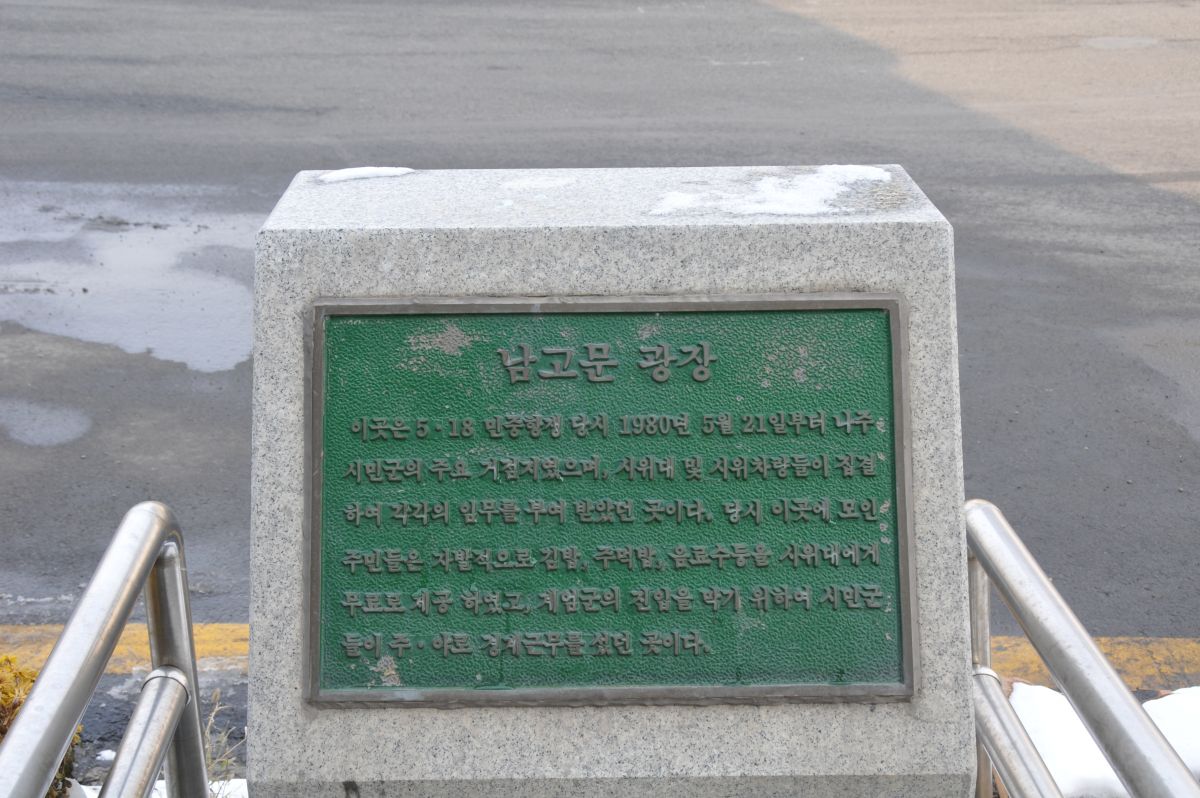 남고문 광장
이곳은 5·18 민중항쟁 당시 1980년 5월 21일부터 나주
시민군의 주요 거점지였으며, 시위대 및 시위차량들이 집결
하여 각각의 임무를 부여 받았던 곳이다. 당시 이곳에 모인
주민들은 자발적으로 김밥, 주먹밥, 음료수등을 시위대에게
무료로 제공 하였고, 계엄군의 진압을 막기 위하여 시민군
들이 주·야로 경계근무를 섰던 곳이다.